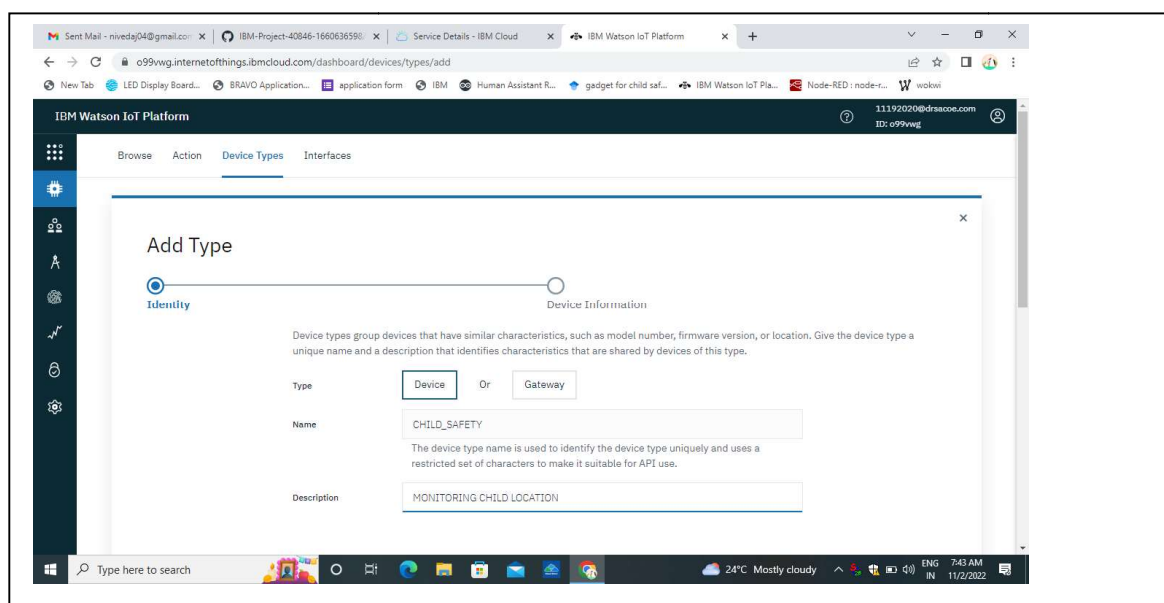 Sent Mail - nivedaj04@gmail.com
IBM-Project-40846-1660636598
Service Details - IBM Cloud
IBM Watson IoT Platform
o99vwg.internetofthings.ibmcloud.com/dashboard/devices/types/add
New Tab
LED Display Board...
BRAVO Application...
application form
IBM
Human Assistant R...
gadget for child saf...
IBM Watson IoT Pla...
Node-RED : node-r...
wokwi
IBM Watson IoT Platform
11192020@drsacoe.com
ID: o99vwg
Browse Action Device Types Interfaces
Add Type
Identity
Device Information
Device types group devices that have similar characteristics, such as model number, firmware version, or location. Give the device type a
unique name and a description that identifies characteristics that are shared by devices of this type.
Type Device Or Gateway
Name CHILD_SAFETY
The device type name is used to identify the device type uniquely and uses a
restricted set of characters to make it suitable for API use.
Description MONITORING CHILD LOCATION
Type here to search
24°C Mostly cloudy
ENG
IN
7:43 AM
11/2/2022